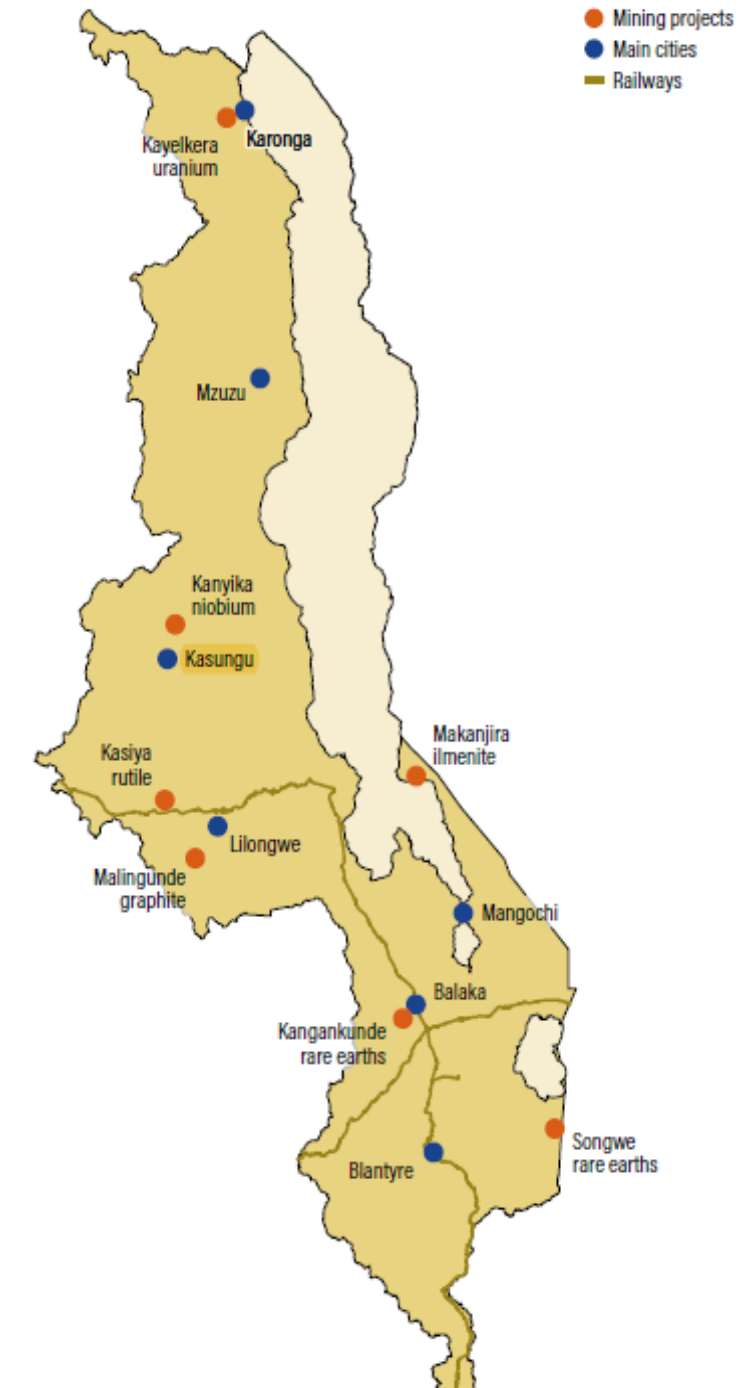 Mining projects
Main cities
Railways
Karonga
Kayelkera
uranium
Mzuzu
Kanyika
niobium
Kasungu
Makanjira
ilmenite
Kasiya
rutile
Lilongwe
Malingunde
graphite
Mangochi
Balaka
Kangankunde
rare earths
Songwe
rare earths
Blantyre